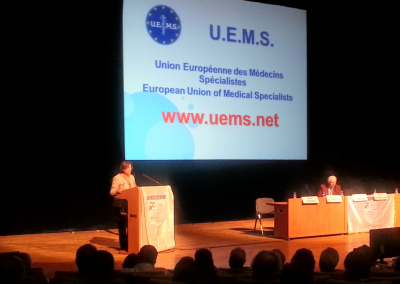 U.E.M.S.
U.E.M.S.
Union Européenne des Médecins
Spécialistes
European Union of Medical Specialists
www.uems.net